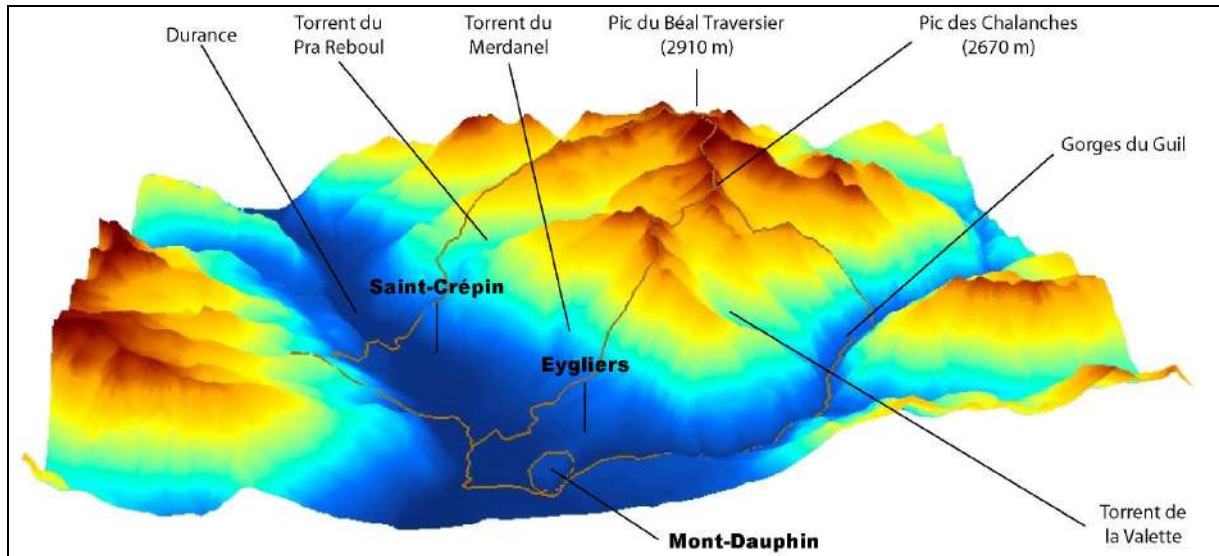 Durance
Torrent du
Pra Reboul
Torrent du
Merdanel
Pic du Béal Traversier
(2910 m)
Pic des Chalanches
(2670 m)
Gorges du Guil
Saint-Crépin
Eygliers
Torrent de
la Valette
Mont-Dauphin